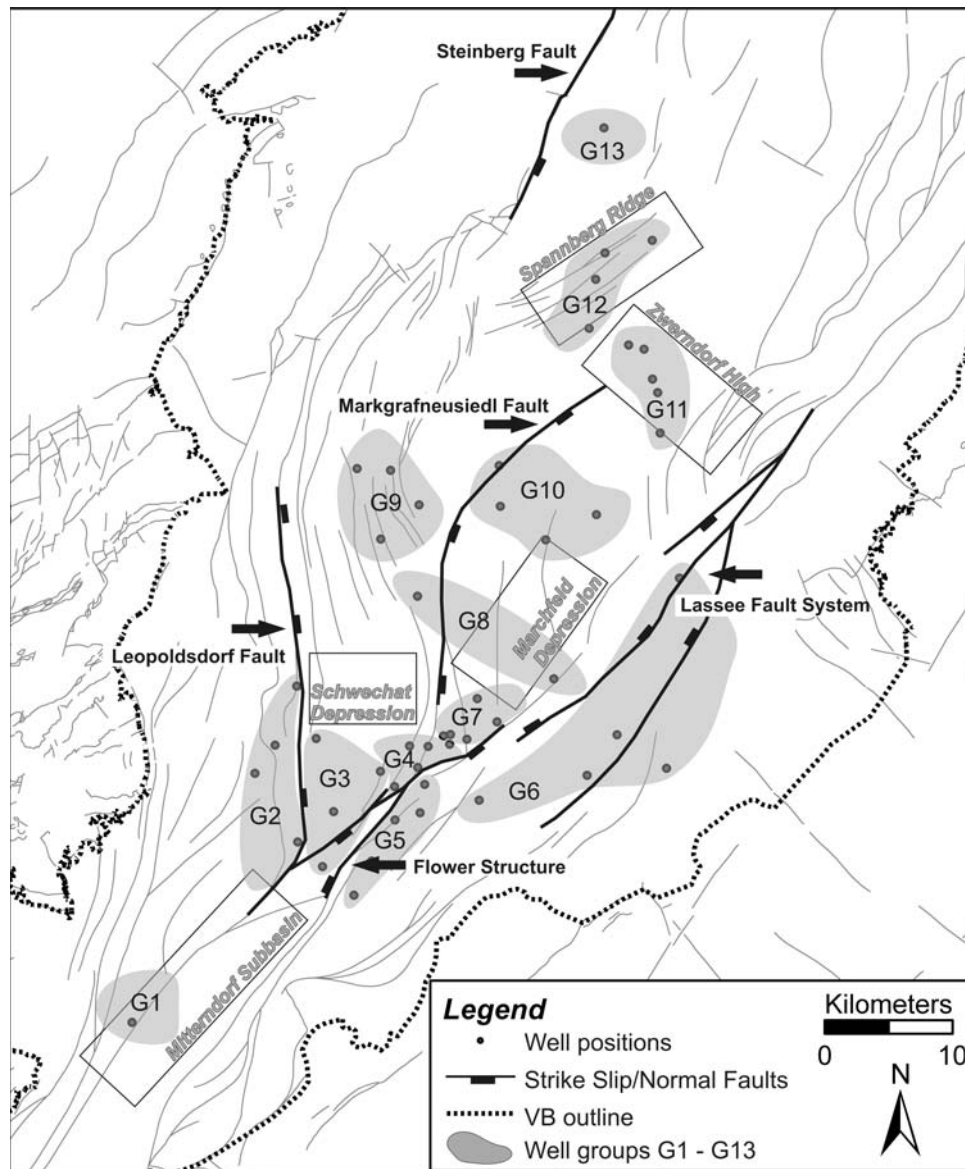 Steinberg Fault
G13
Spannberg Ridge
G12
Zwerndorf High
G11
Markgrafneusiedl Fault
G9
G10
G8
Marchfeld
Depression
Lassee Fault System
Leopoldsdorf Fault
Schwechat
Depression
G7
G4
G3
G6
G2
G5
Flower Structure
Mitterndorf Subbasin
G1
Legend
Well positions
Strike Slip/Normal Faults
VB outline
Well groups G1 - G13
Kilometers
0 10
N